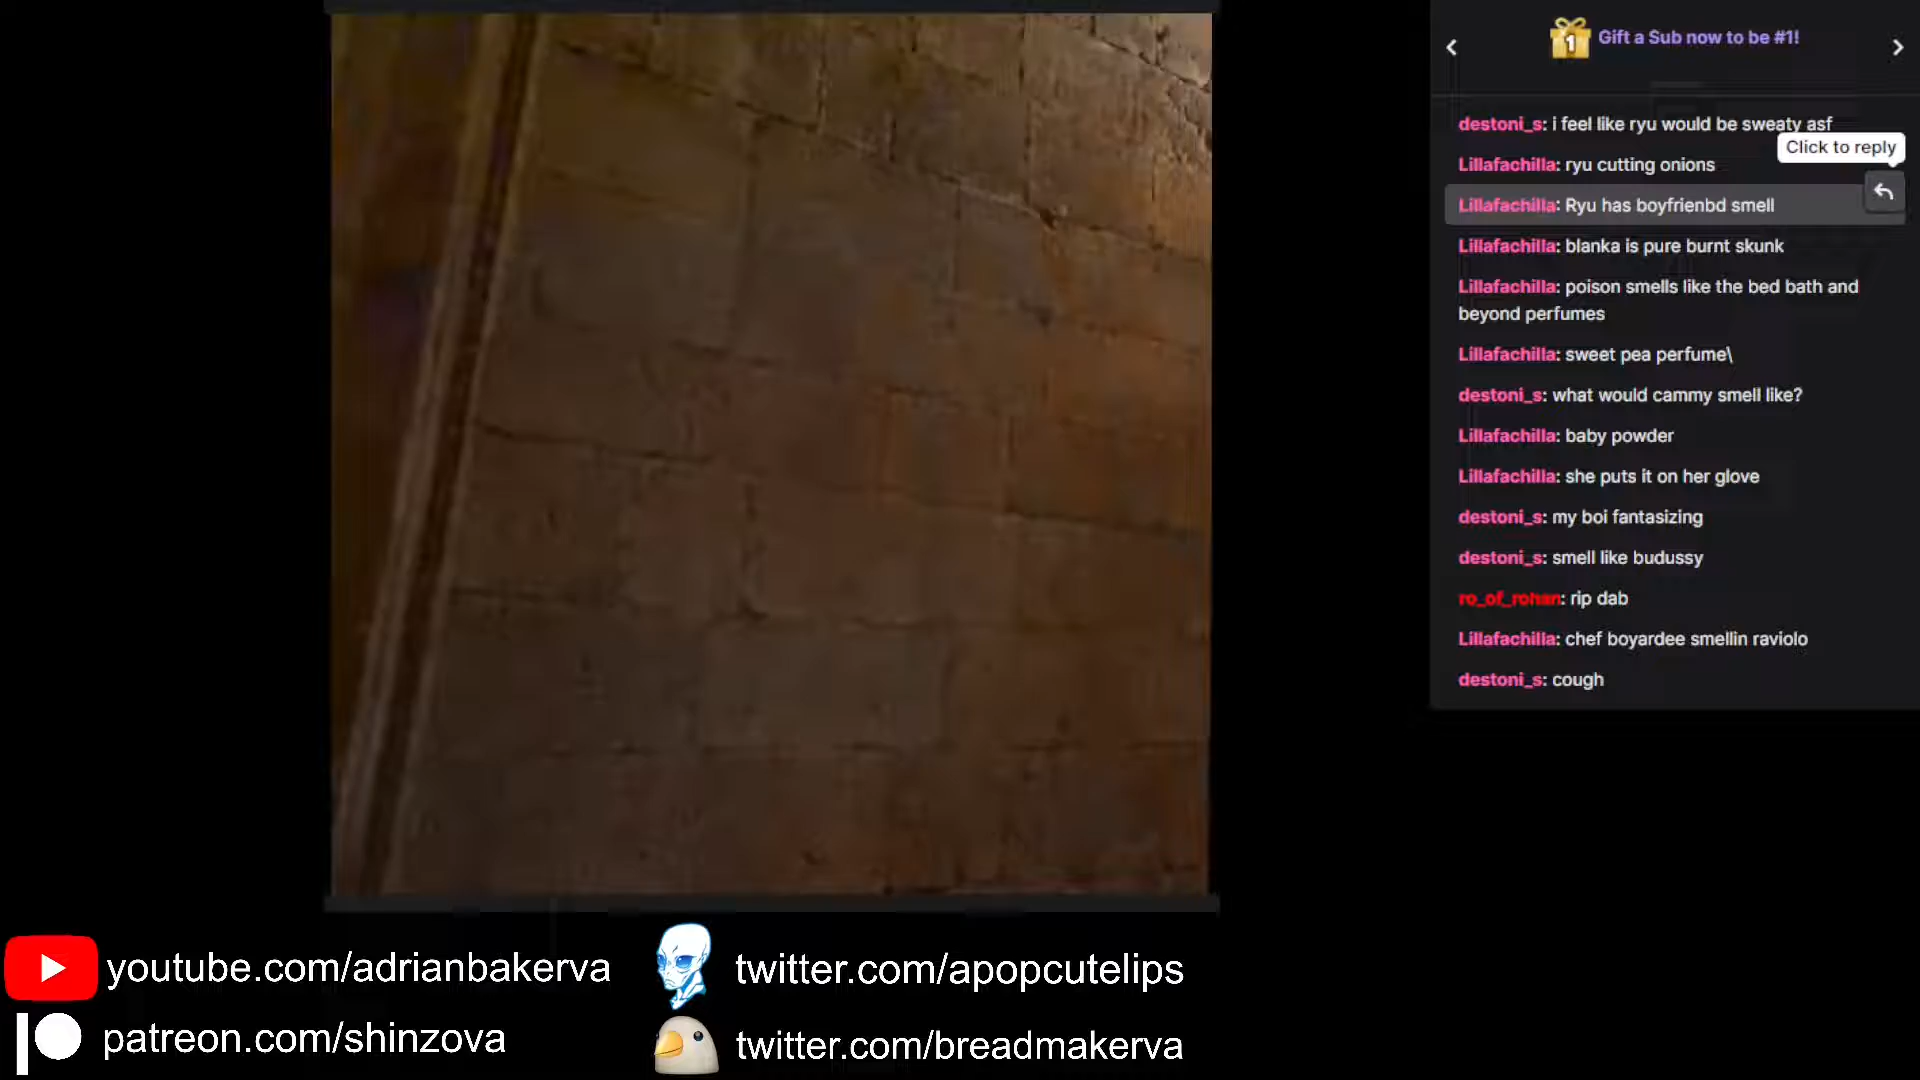 1 Gift a Sub now to be #1!
destoni_s: i feel like ryu would be sweaty asf
Click to reply
Lillafachilla: ryu cutting onions
Lillafachilla: Ryu has boyfrienbd smell
Lillafachilla: blanka is pure burnt skunk
Lillafachilla: poison smells like the bed bath and
beyond perfumes
Lillafachilla: sweet pea perfume\
destoni_s: what would cammy smell like?
Lillafachilla: baby powder
Lillafachilla: she puts it on her glove
destoni_s: my boi fantasizing
destoni_s: smell like budussy
ro_of_rohan: rip dab
Lillafachilla: chef boyardee smellin raviolo
destoni_s: cough
youtube.com/adrianbakerva
twitter.com/apopcutelips
patreon.com/shinzova
twitter.com/breadmakerva